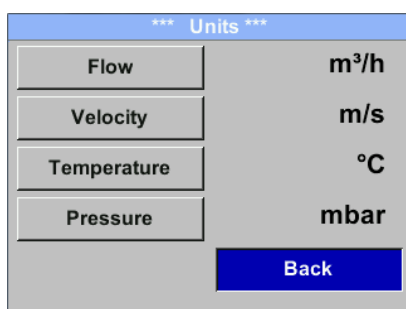 *** Units ***
Flow m³/h
Velocity m/s
Temperature °C
Pressure mbar
Back